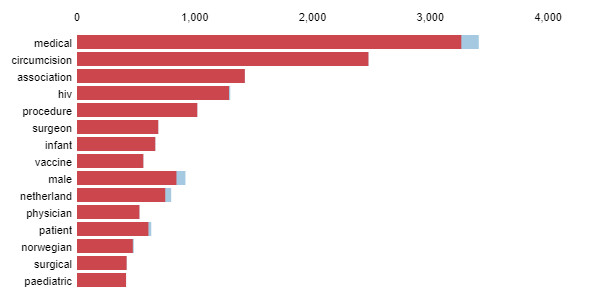 0 1,000 2,000 3,000 4,000
medical
circumcision
association
hiv
procedure
surgeon
infant
vaccine
male
netherland
physician
patient
norwegian
surgical
paediatric